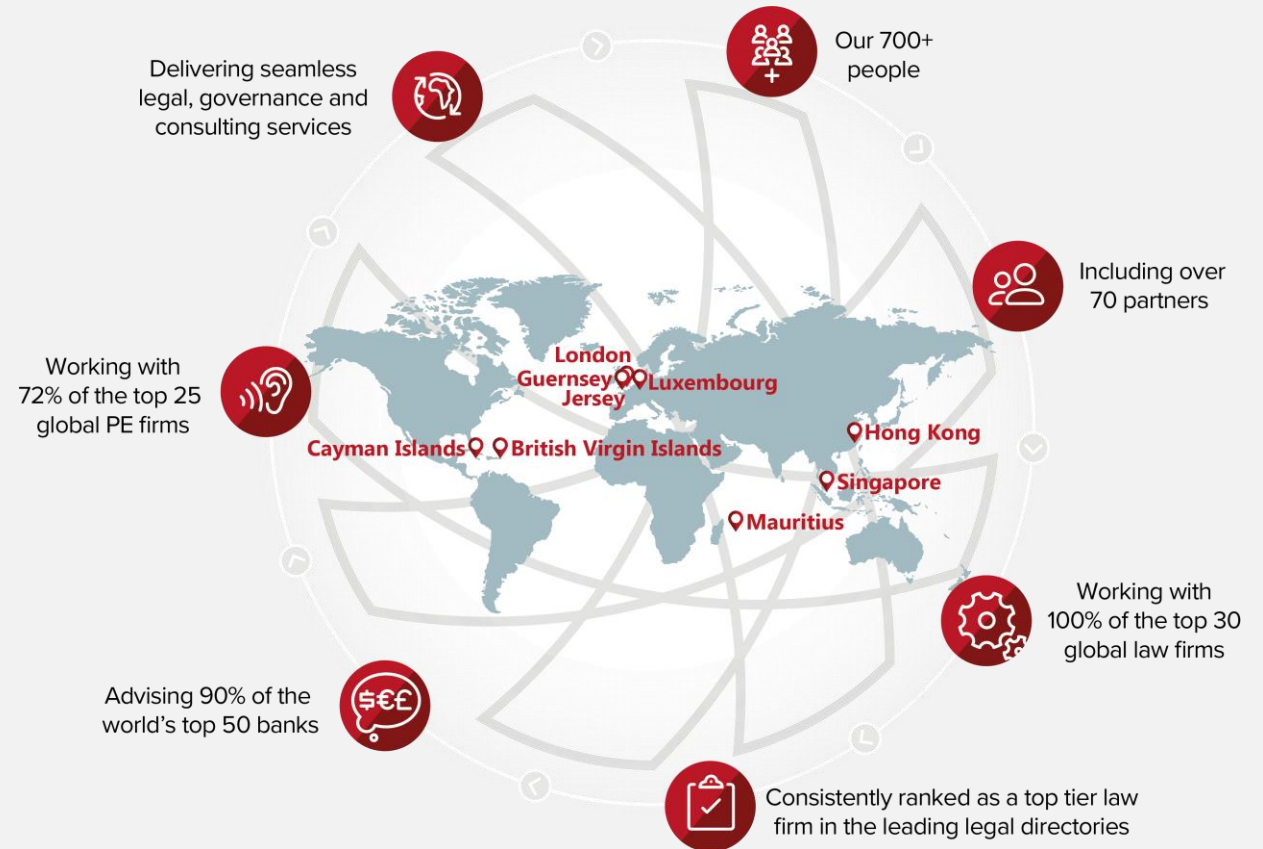 Our 700+
people
Delivering seamless
legal, governance and
consulting services
Including over
70 partners
London
Guernsey
Luxembourg
Jersey
Working with
72% of the top 25
global PE firms
Hong Kong
Cayman Islands
British Virgin Islands
Singapore
Mauritius
Working with
100% of the top 30
global law firms
$€£
Advising 90% of the
world's top 50 banks
Consistently ranked as a top tier law
firm in the leading legal directories